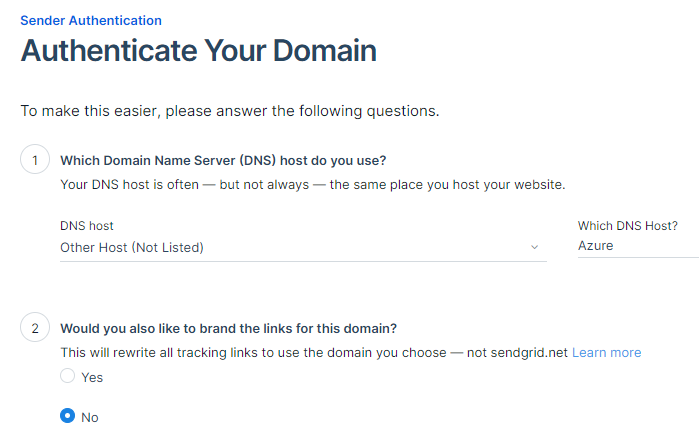 Sender Authentication
Authenticate Your Domain
To make this easier, please answer the following questions.
1 Which Domain Name Server (DNS) host do you use?
Your DNS host is often — but not always — the same place you host your website.
DNS host Which DNS Host?
Other Host (Not Listed) Azure
2 Would you also like to brand the links for this domain?
This will rewrite all tracking links to use the domain you choose — not sendgrid.net Learn more
Yes
No